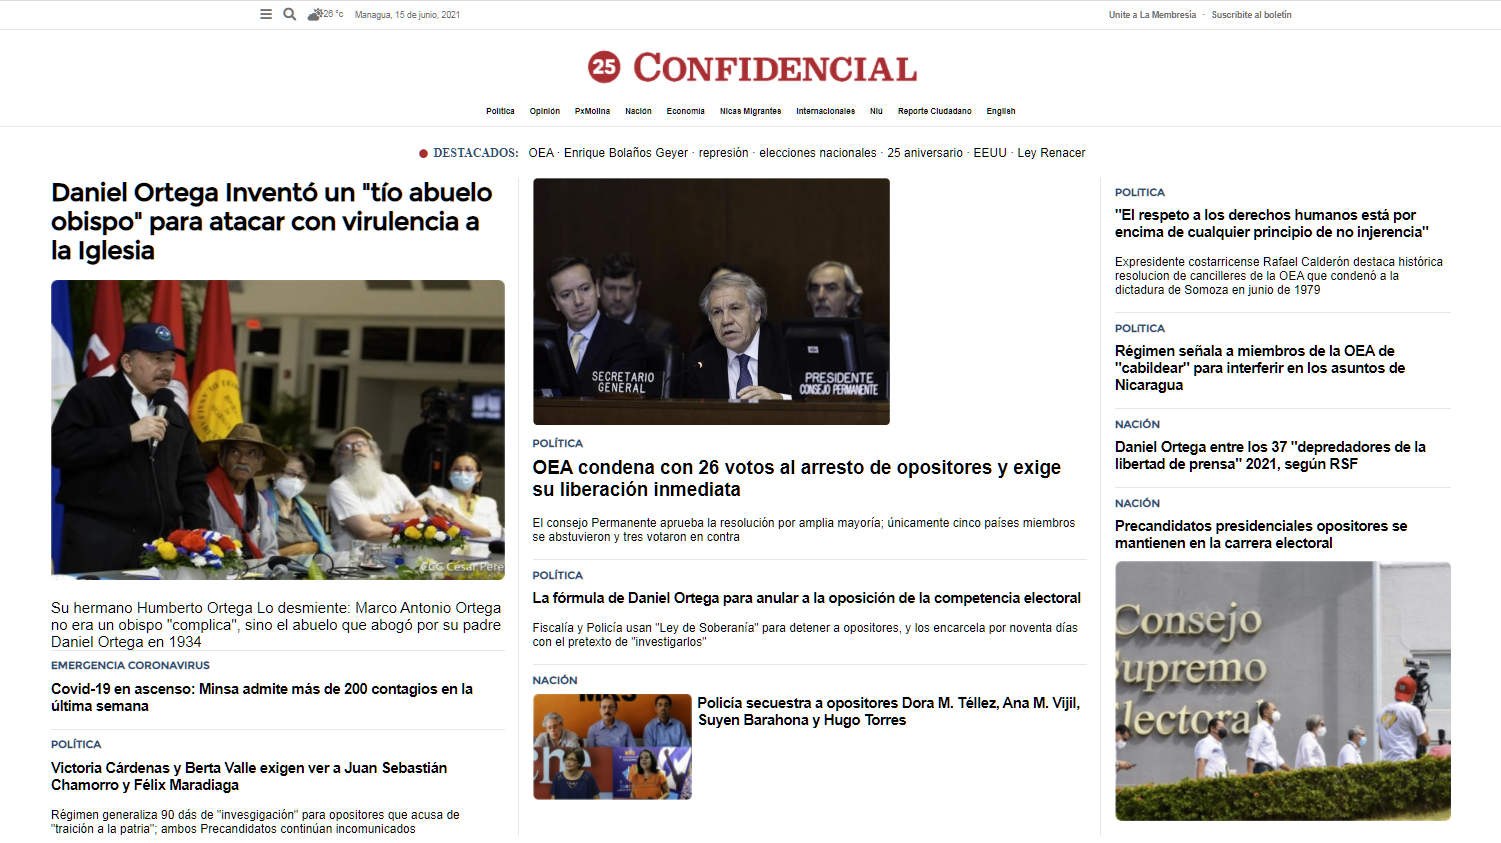 26 °c Managua, 15 de junio, 2021
Unite a La Membresía · Suscribite al boletín
25 CONFIDENCIAL
Política Opinión PxMolina Nación Economía Nicas Migrantes Internacionales Niú Reporte Ciudadano English
DESTACADOS: OEA · Enrique Bolaños Geyer · represión · elecciones nacionales · 25 aniversario · EEUU · Ley Renacer
Daniel Ortega Inventó un "tío abuelo
obispo" para atacar con virulencia a
la Iglesia
CCC Cesar Pere
Su hermano Humberto Ortega Lo desmiente: Marco Antonio Ortega
no era un obispo "complica", sino el abuelo que abogó por su padre
Daniel Ortega en 1934
EMERGENCIA CORONAVIRUS
Covid-19 en ascenso: Minsa admite más de 200 contagios en la
última semana
POLÍTICA
Victoria Cárdenas y Berta Valle exigen ver a Juan Sebastián
Chamorro y Félix Maradiaga
Régimen generaliza 90 dás de "invesgigación" para opositores que acusa de
"traición a la patria"; ambos Precandidatos continúan incomunicados
SECRETARIO
GENERAL
PRESIDENTE
CONSEJO PERMANENTE
POLÍTICA
OEA condena con 26 votos al arresto de opositores y exige
su liberación inmediata
El consejo Permanente aprueba la resolución por amplia mayoría; únicamente cinco países miembros
se abstuvieron y tres votaron en contra
POLÍTICA
La fórmula de Daniel Ortega para anular a la oposición de la competencia electoral
Fiscalía y Policía usan "Ley de Soberanía" para detener a opositores, y los encarcela por noventa días
con el pretexto de "investigarlos"
NACIÓN
MRS
che
Policía secuestra a opositores Dora M. Téllez, Ana M. Vijil,
Suyen Barahona y Hugo Torres
POLÍTICA
"El respeto a los derechos humanos está por
encima de cualquier principio de no injerencia"
Expresidente costarricense Rafael Calderón destaca histórica
resolucion de cancilleres de la OEA que condenó a la
dictadura de Somoza en junio de 1979
POLÍTICA
Régimen señala a miembros de la OEA de
"cabildear" para interferir en los asuntos de
Nicaragua
NACIÓN
Daniel Ortega entre los 37 "depredadores de la
libertad de prensa" 2021, según RSF
NACIÓN
Precandidatos presidenciales opositores se
mantienen en la carrera electoral
Consejo
Supremo
Electoral